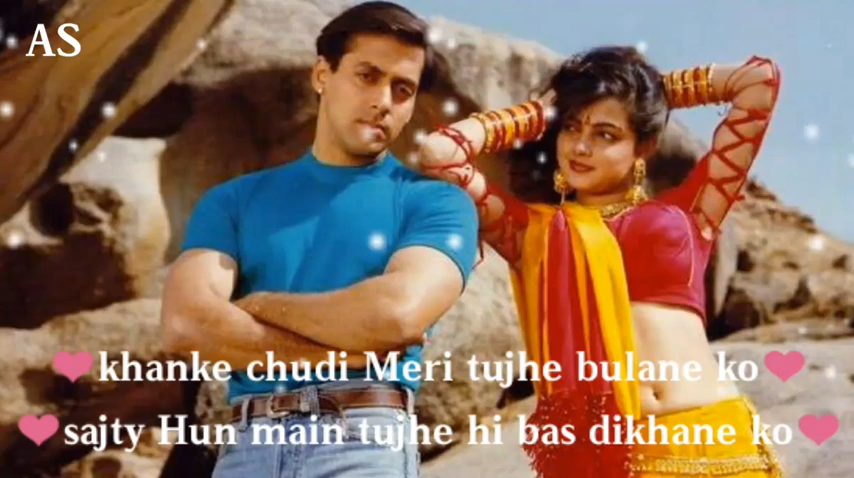 AS
khanke chudi Meri tujhe bulane ko
sajty Hun main tujhe hi bas dikhane ko